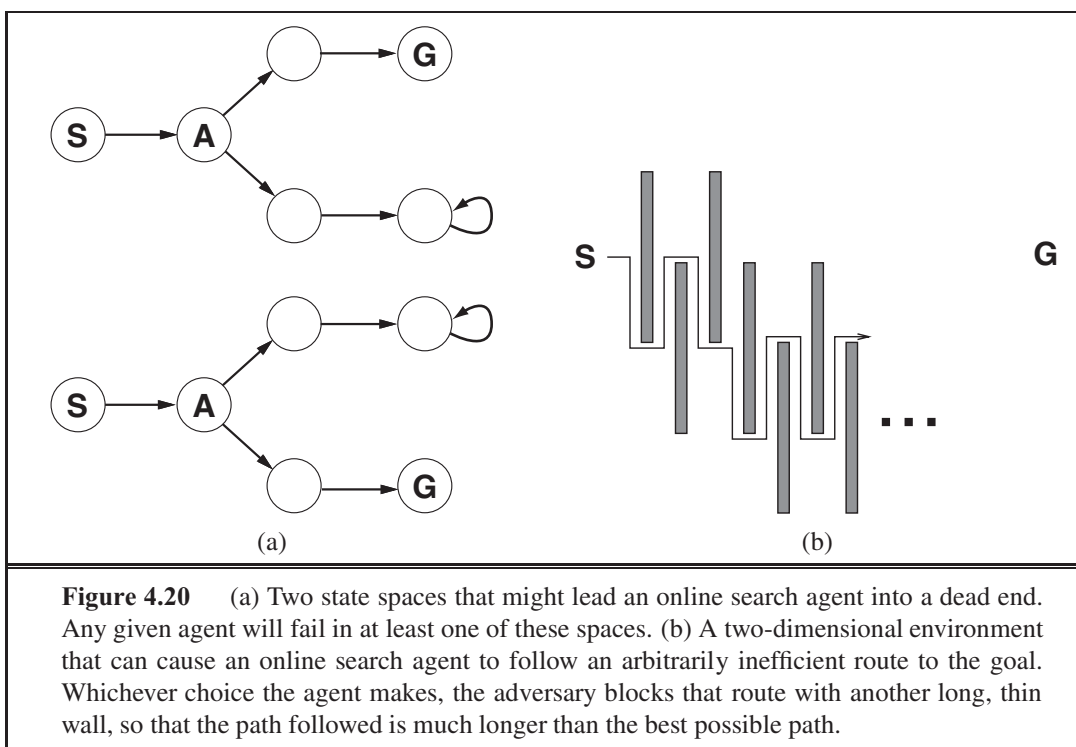 G
S
A
S
A
G
(a)
S
G
...
(b)
Figure 4.20 (a) Two state spaces that might lead an online search agent into a dead end.
Any given agent will fail in at least one of these spaces. (b) A two-dimensional environment
that can cause an online search agent to follow an arbitrarily inefficient route to the goal.
Whichever choice the agent makes, the adversary blocks that route with another long, thin
wall, so that the path followed is much longer than the best possible path.